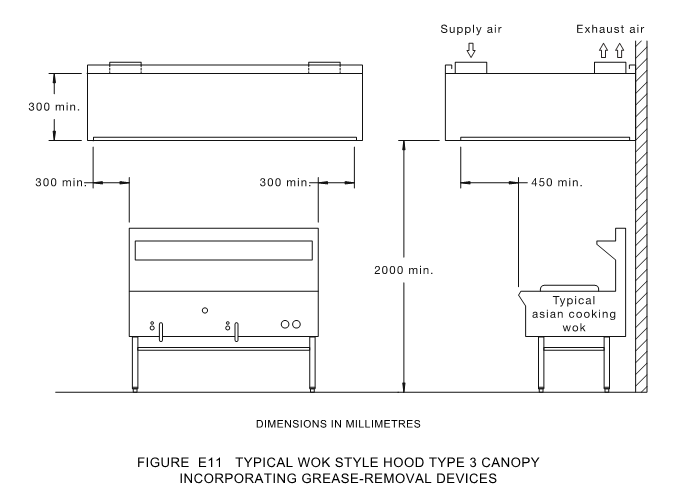 Supply air
Exhaust air
300 min.
300 min.
300 min.
450 min.
2000 min.
Typical
asian cooking
wok
DIMENSIONS IN MILLIMETRES
FIGURE E11 TYPICAL WOK STYLE HOOD TYPE 3 CANOPY
INCORPORATING GREASE-REMOVAL DEVICES